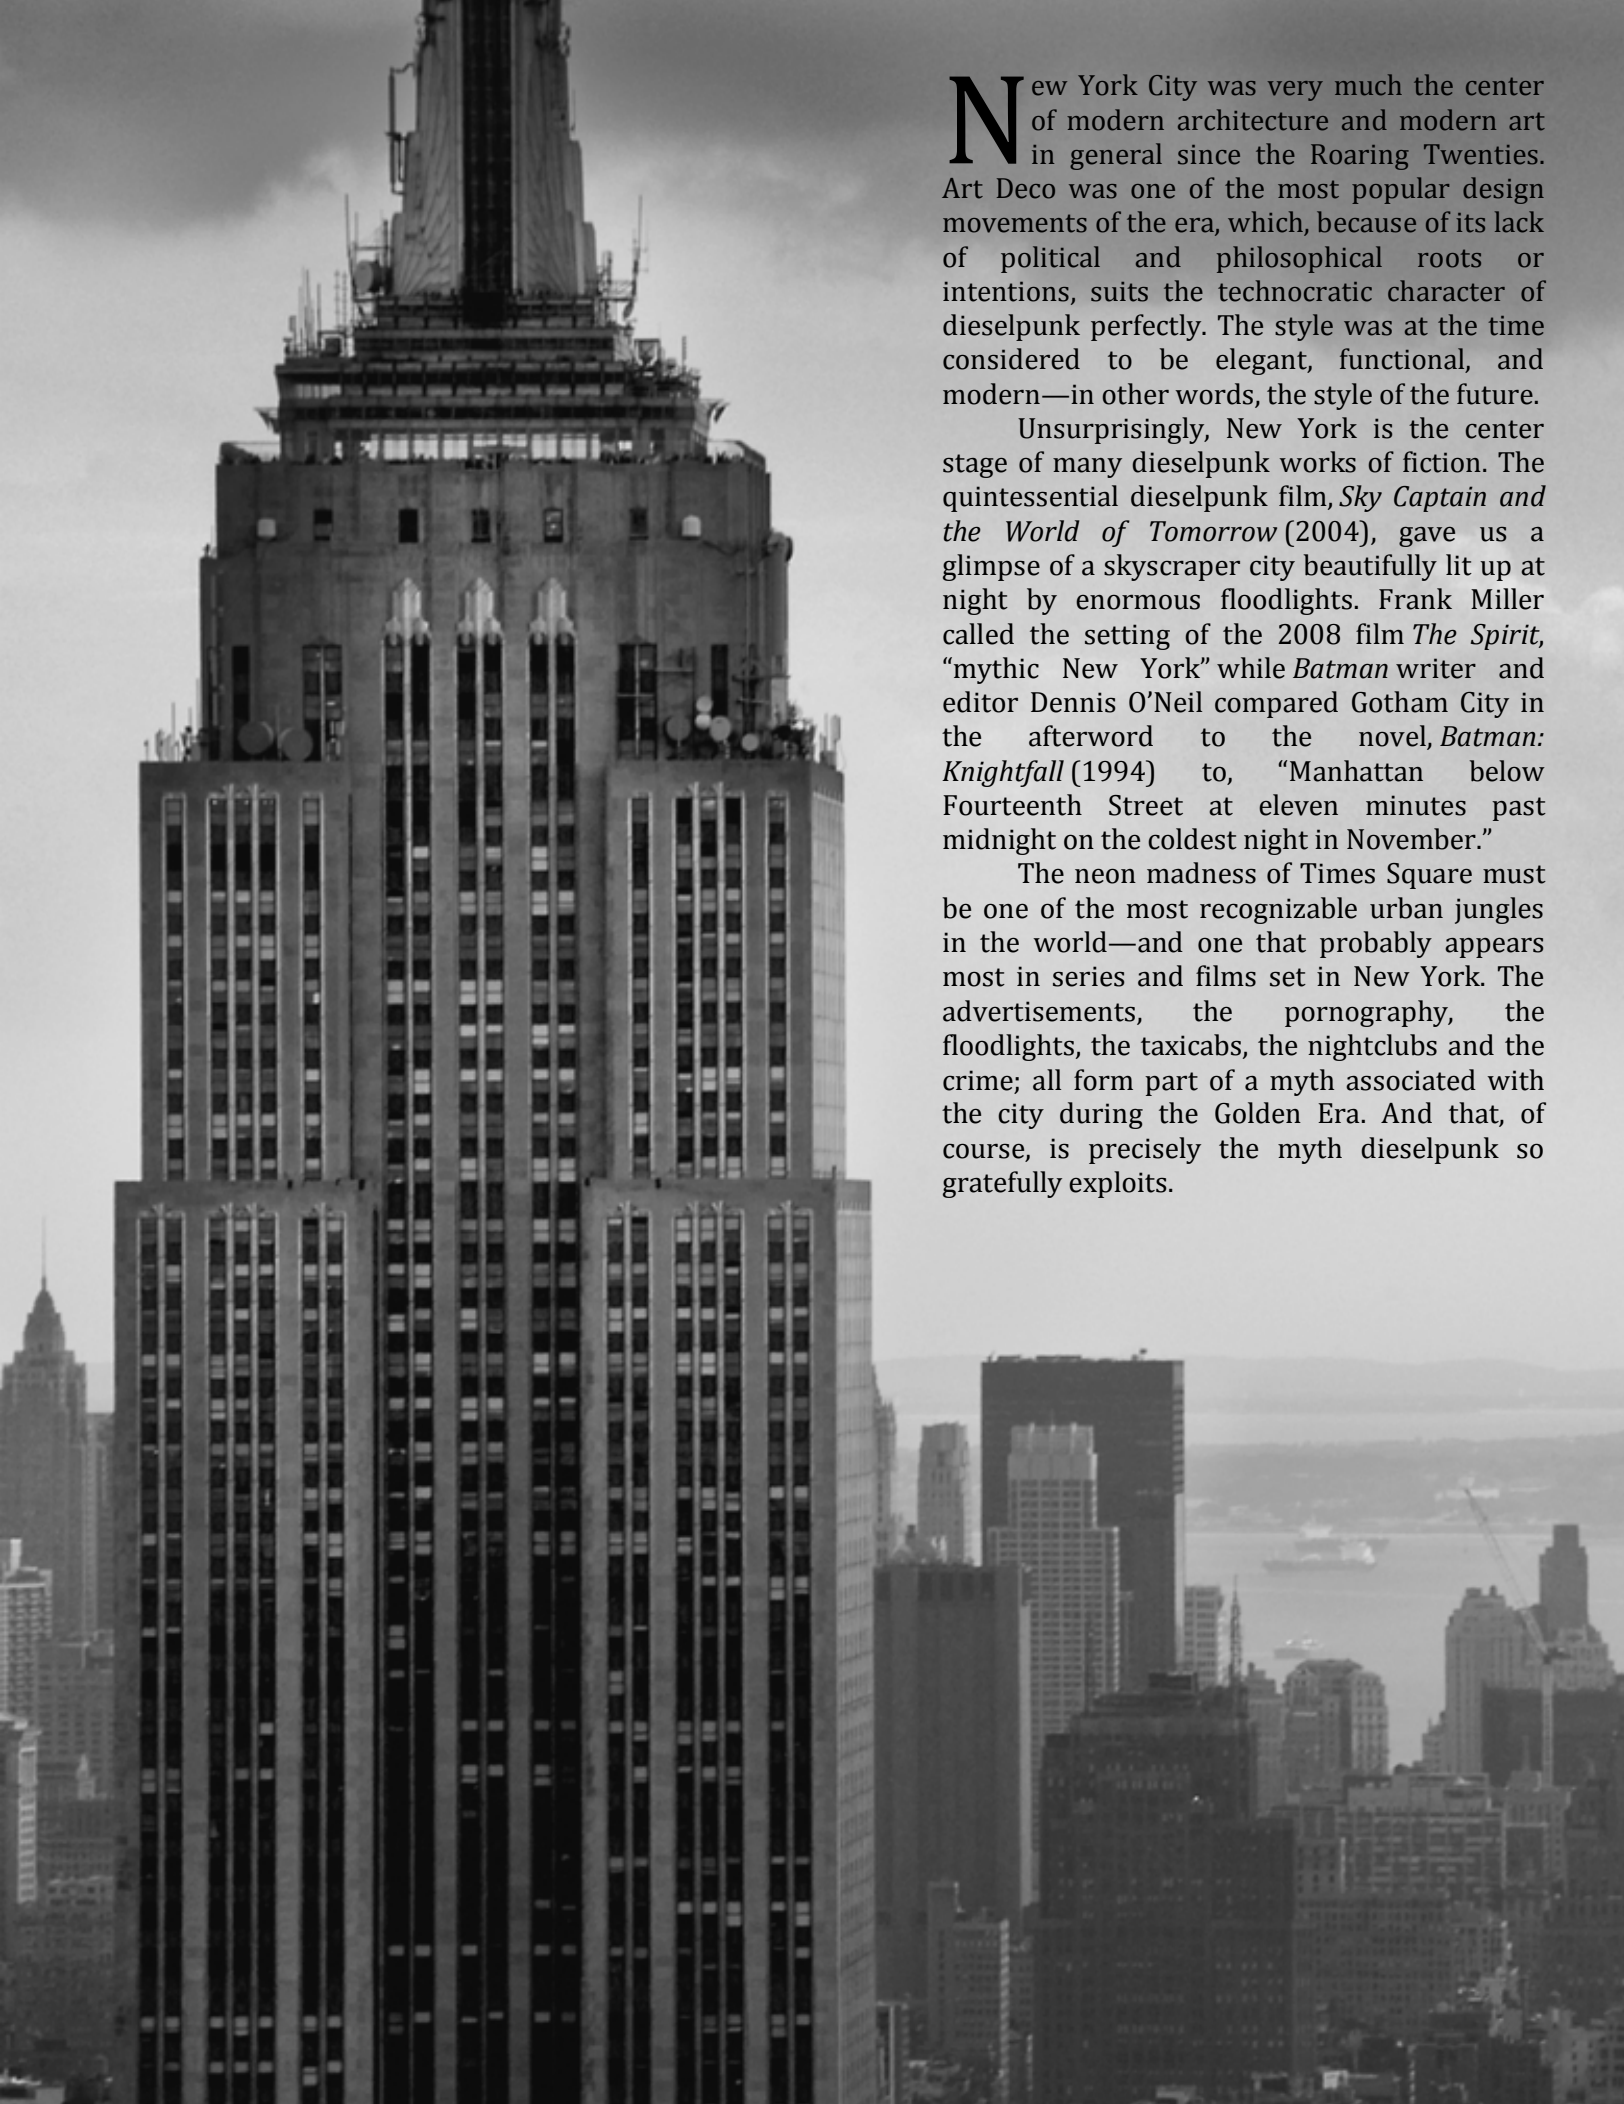 New York City was very much the center
of modern architecture and modern art
in general since the Roaring Twenties.
Art Deco was one of the most popular design
movements of the era, which, because of its lack
of political and philosophical roots or
intentions, suits the technocratic character of
dieselpunk perfectly. The style was at the time
considered to be elegant, functional, and
modern—in other words, the style of the future.
Unsurprisingly, New York is the center
stage of many dieselpunk works of fiction. The
quintessential dieselpunk film, Sky Captain and
the World of Tomorrow (2004), gave us a
glimpse of a skyscraper city beautifully lit up at
night by enormous floodlights. Frank Miller
called the setting of the 2008 film The Spirit,
“mythic New York” while Batman writer and
editor Dennis O’Neil compared Gotham City in
the afterword to the novel, Batman:
Knightfall (1994) to, “Manhattan below
Fourteenth Street at eleven minutes past
midnight on the coldest night in November.”
The neon madness of Times Square must
be one of the most recognizable urban jungles
in the world—and one that probably appears
most in series and films set in New York. The
advertisements, the pornography, the
floodlights, the taxicabs, the nightclubs and the
crime; all form part of a myth associated with
the city during the Golden Era. And that, of
course, is precisely the myth dieselpunk so
gratefully exploits.